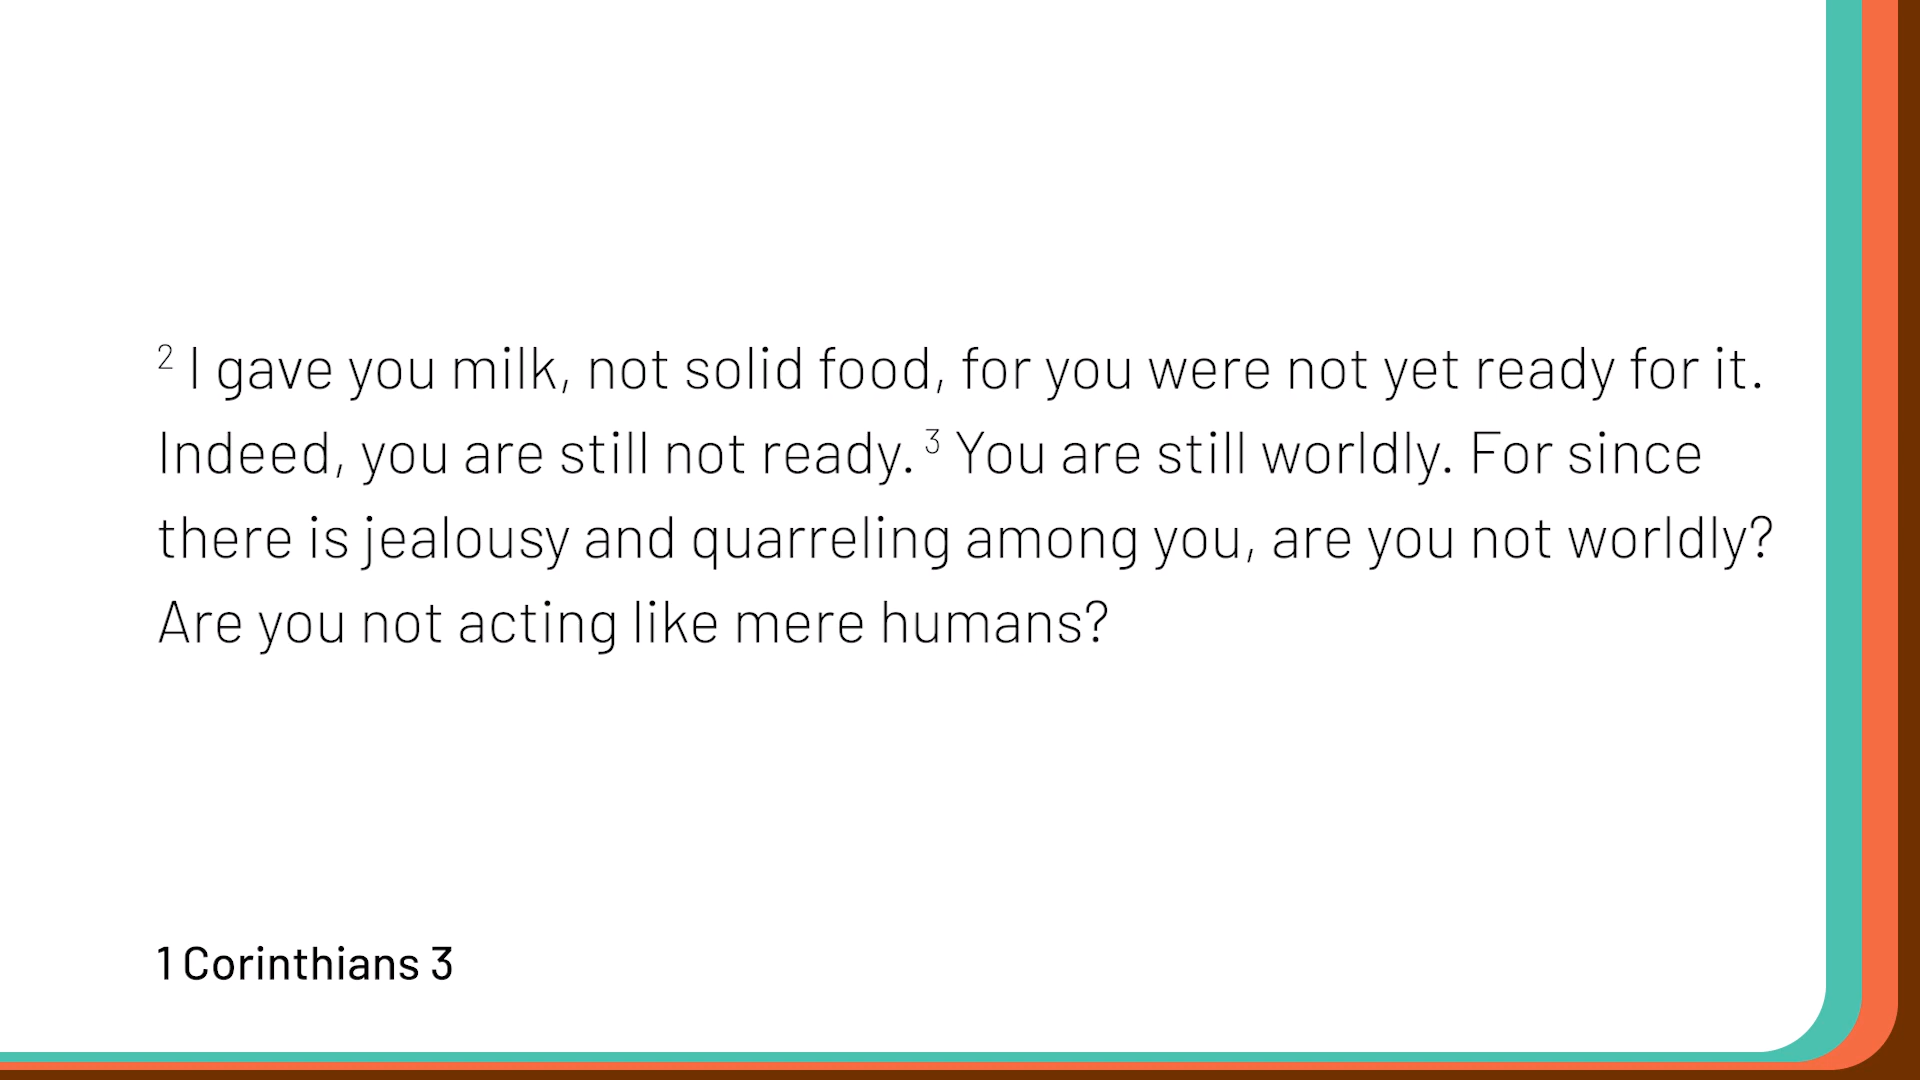 ² I gave you milk, not solid food, for you were not yet ready for it.
Indeed, you are still not ready. ³ You are still worldly. For since
there is jealousy and quarreling among you, are you not worldly?
Are you not acting like mere humans?
1 Corinthians 3